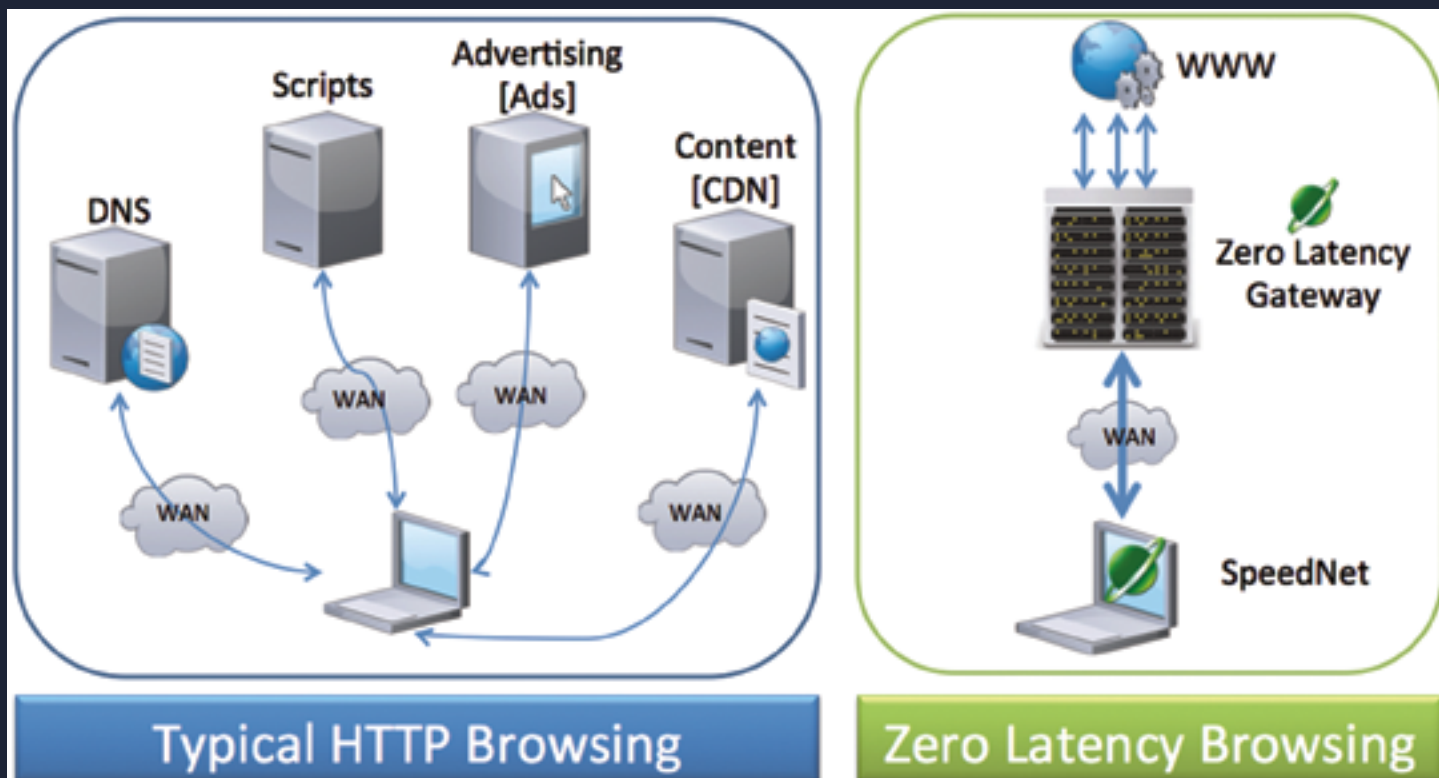 Scripts
Advertising
[Ads]
Content
[CDN]
DNS
WAN
WAN
WAN
WAN
Typical HTTP Browsing
WWW
Zero Latency
Gateway
WAN
SpeedNet
Zero Latency Browsing